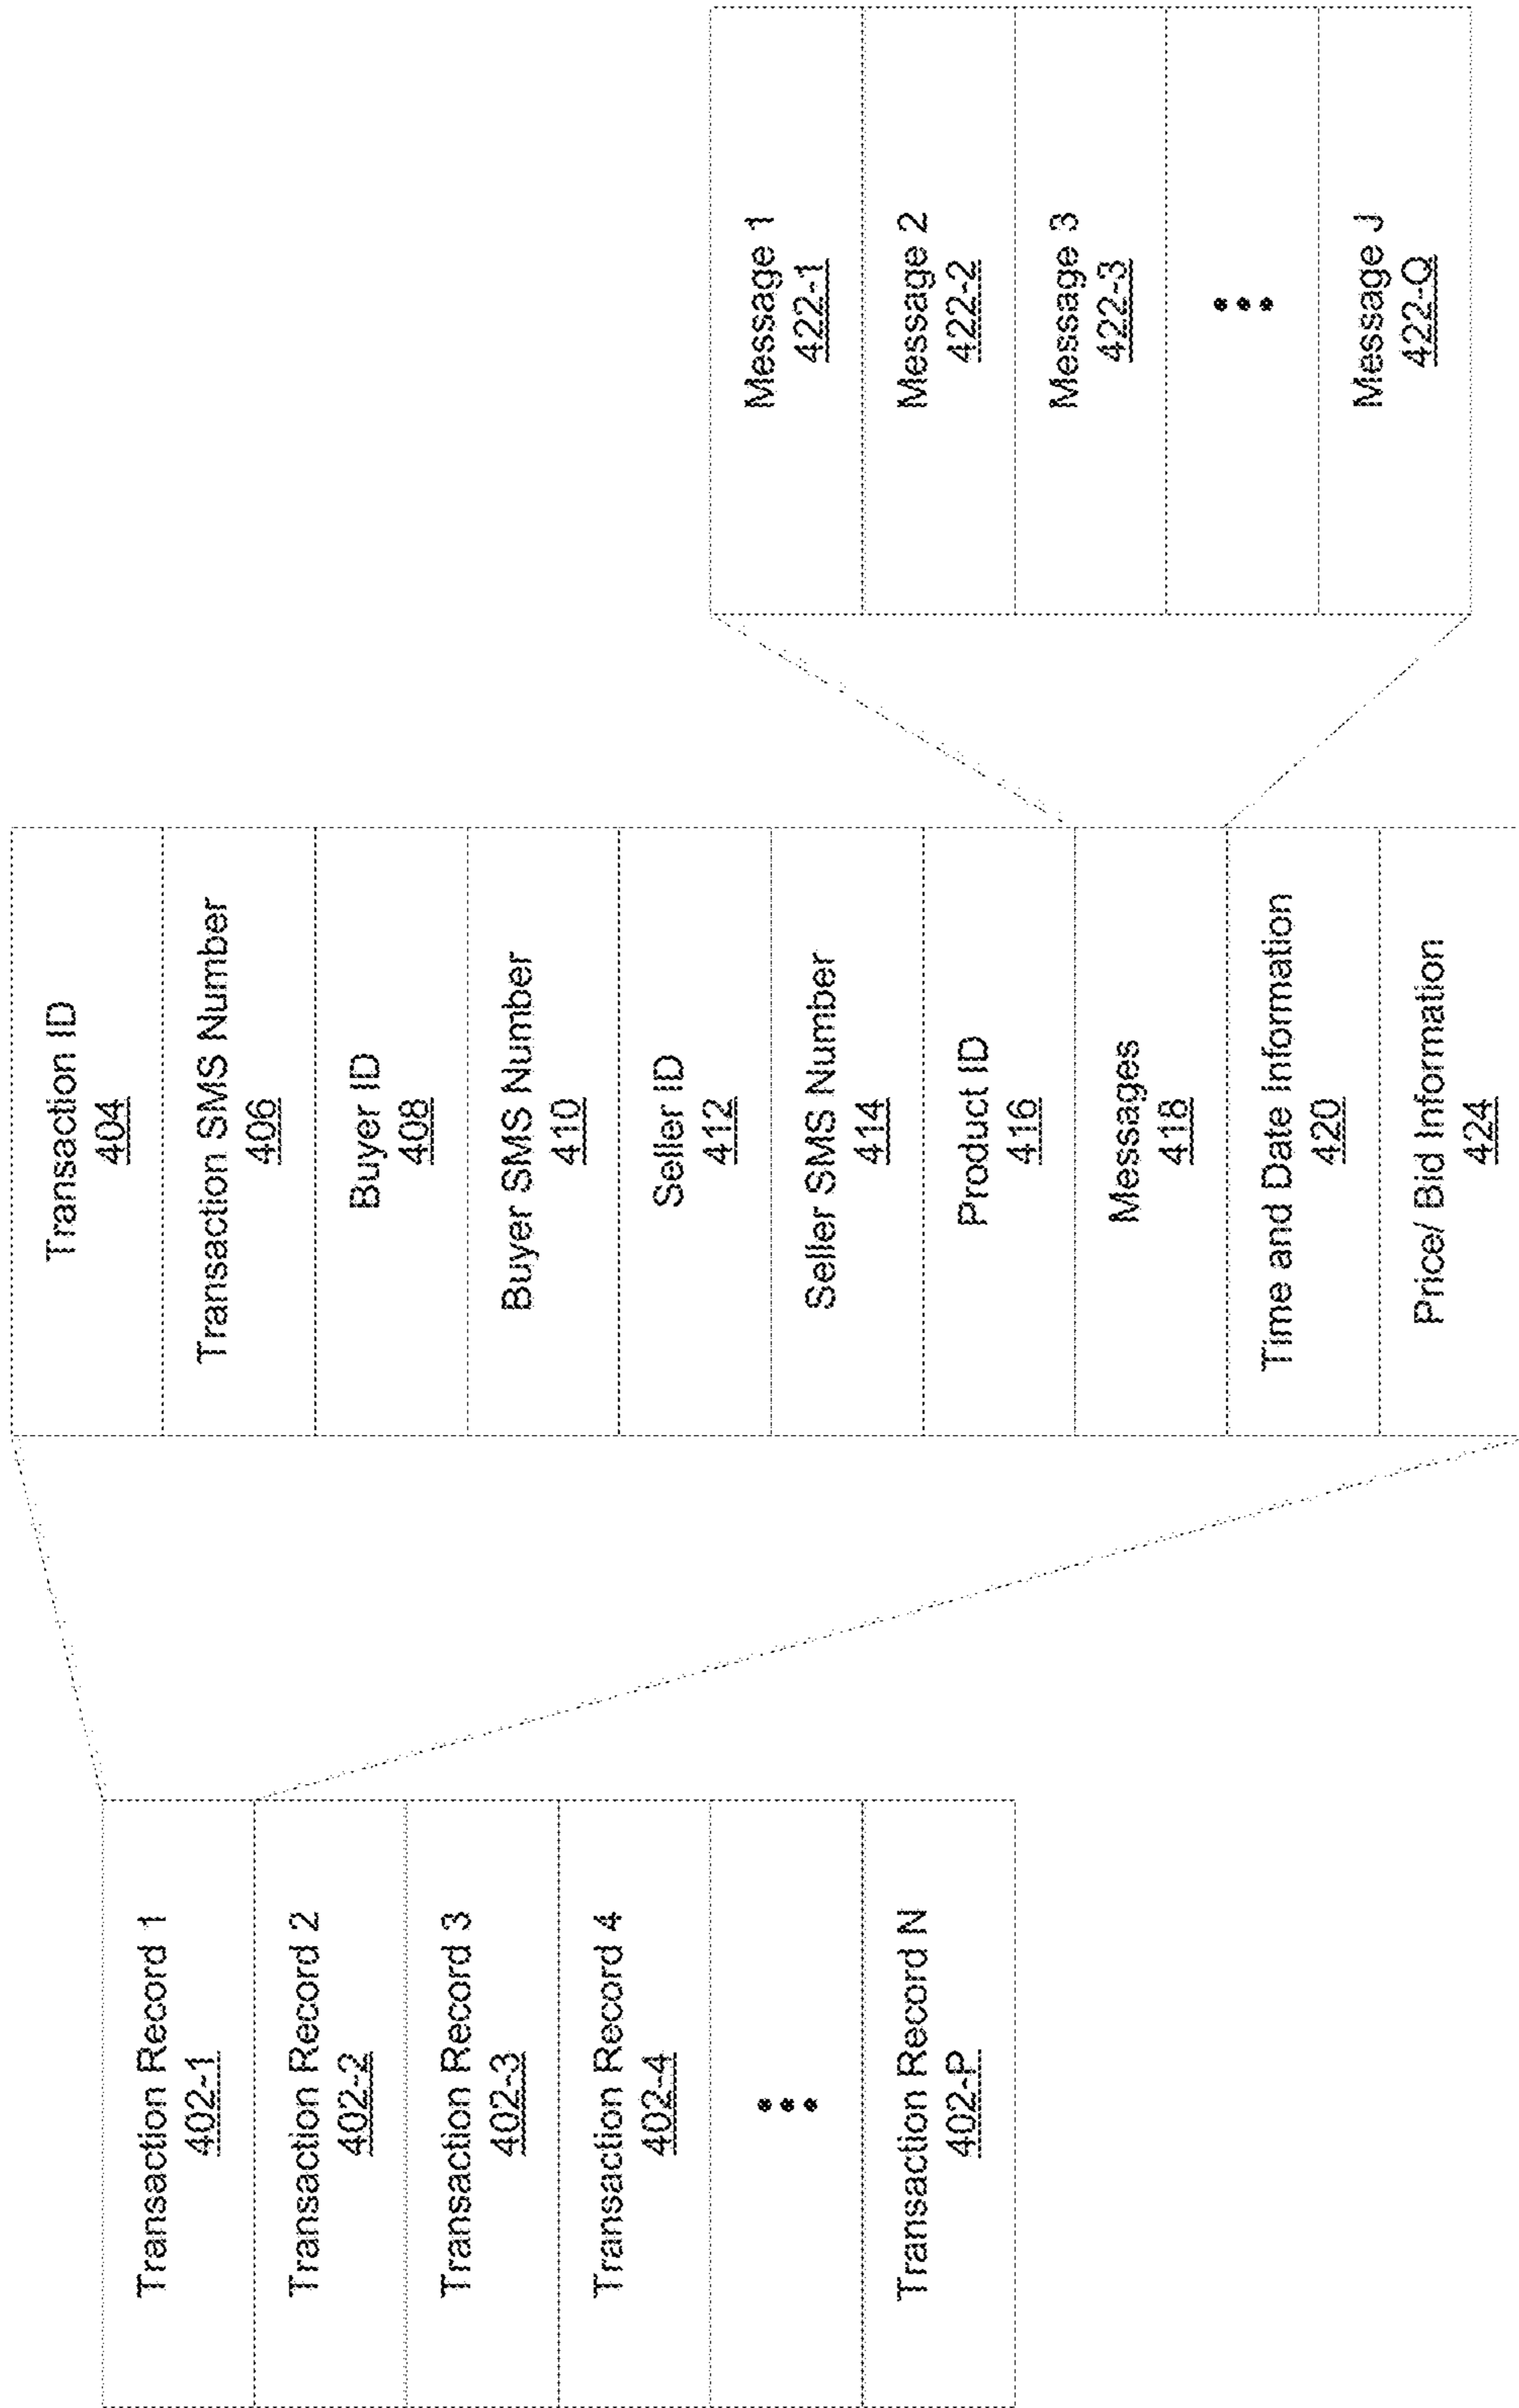 Transaction Record 1
402-1
Transaction Record 2
402-2
Transaction Record 3
402-3
Transaction Record 4
402-4
Transaction Record N
402-P
Transaction ID
404
Transaction SMS Number
406
Buyer ID
408
Buyer SMS Number
410
Seller ID
412
Seller SMS Number
414
Product ID
416
Messages
418
Time and Date Information
420
Price/ Bid Information
424
Message 1
422-1
Message 2
422-2
Message 3
422-3
Message J
422-Q